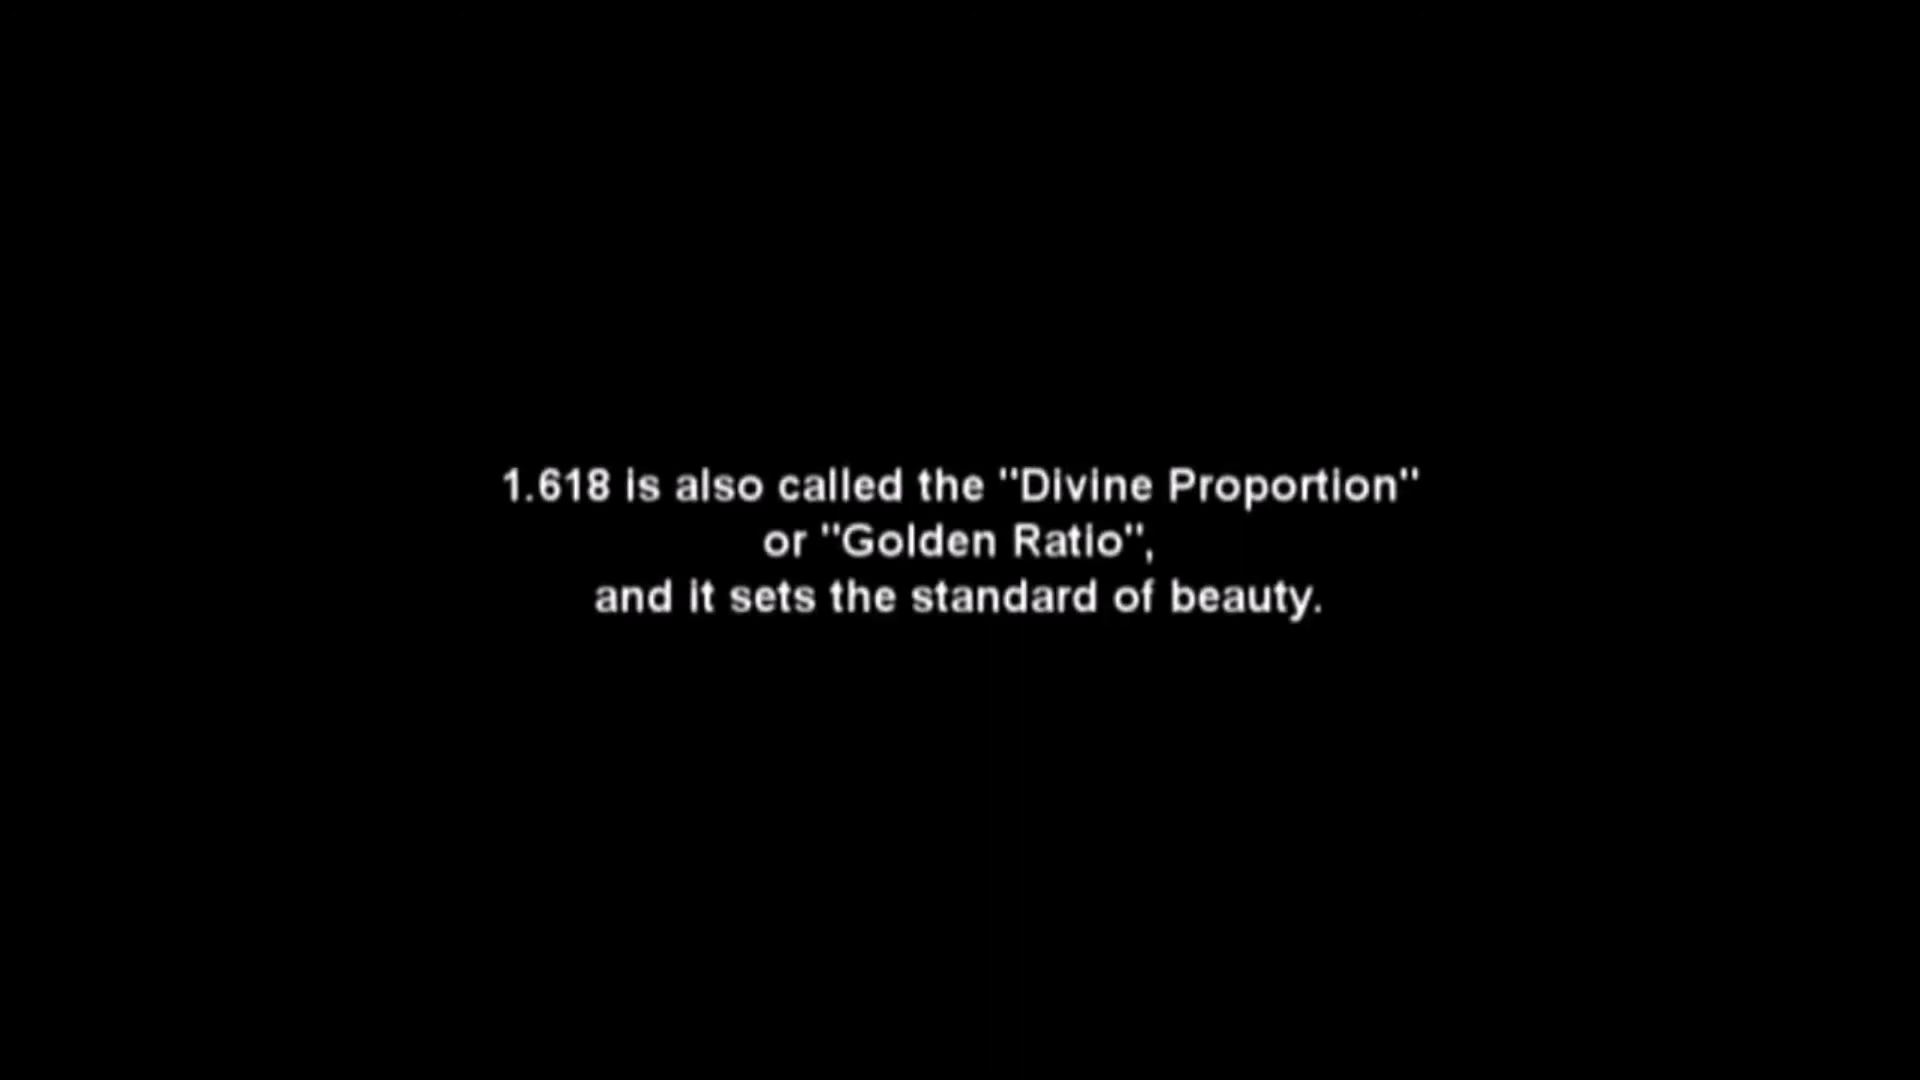 1.618 is also called the "Divine Proportion"
or "Golden Ratio",
and it sets the standard of beauty.